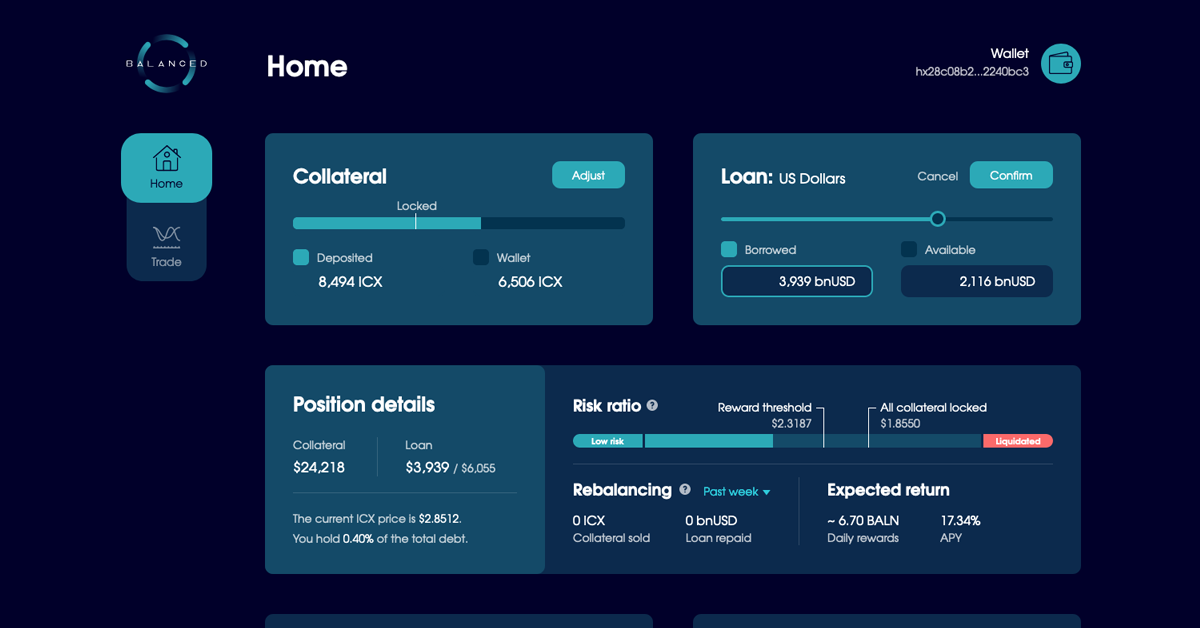 BALANCED
Home
Wallet
hx28c08b2...2240bc3
Home
Trade
Collateral
Adjust
Locked
Deposited
Wallet
8,494 ICX
6,506 ICX
Loan: US Dollars
Cancel
Confirm
Borrowed
Available
3,939 bnUSD
2,116 bnUSD
Position details
Collateral
Loan
$24,218
$3,939 / $6,055
The current ICX price is $2.8512.
You hold 0.40% of the total debt.
Risk ratio ?
Reward threshold
$2.3187
All collateral locked
$1.8550
Low risk
Liquidated
Rebalancing ? Past week
0 ICX
0 bnUSD
Collateral sold
Loan repaid
Expected return
~ 6.70 BALN
17.34%
Daily rewards
APY